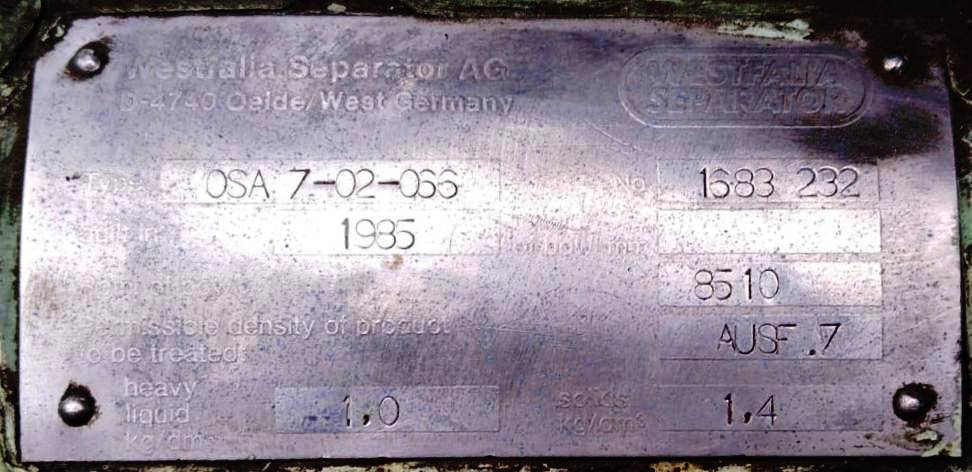 Westfalia Separator AG
D-4740 Oelde/West Germany
WESTFALIA
SEPARATOR
Type OSA 7-02-066 No 1683 232
built in 1985
8510
AUSF.7
Permissible density of product
to be treated:
heavy
liquid
kg/dm³ 1,0
solids
kg/dm³ 1,4